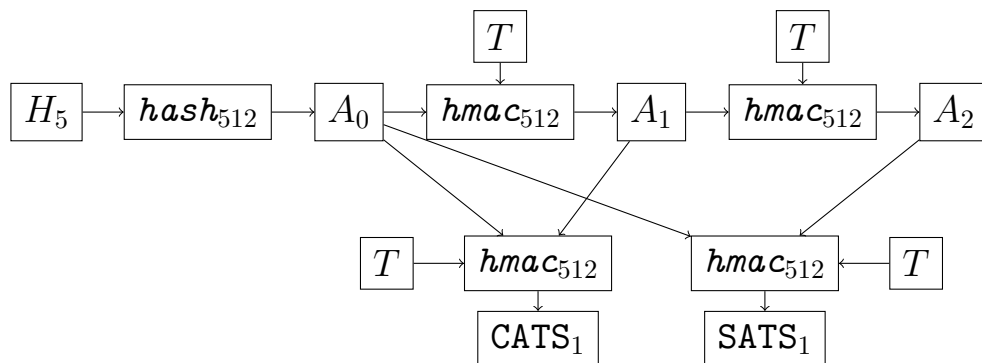 T T
H₅ hash₅₁₂ A₀ hmac₅₁₂ A₁ hmac₅₁₂ A₂
T hmac₅₁₂ hmac₅₁₂ T
CATS₁ SATS₁